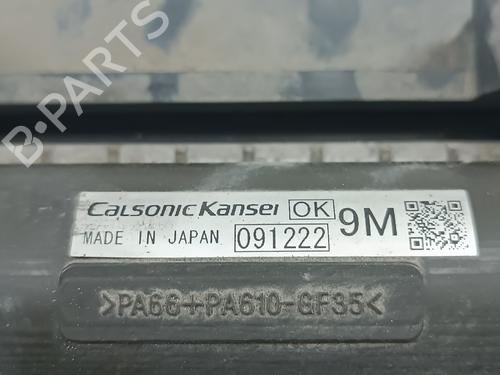 CALSONIC KANSEI OK 9M
MADE IN JAPAN 091222
>PA66+PA610-GF35<
B-PARTS